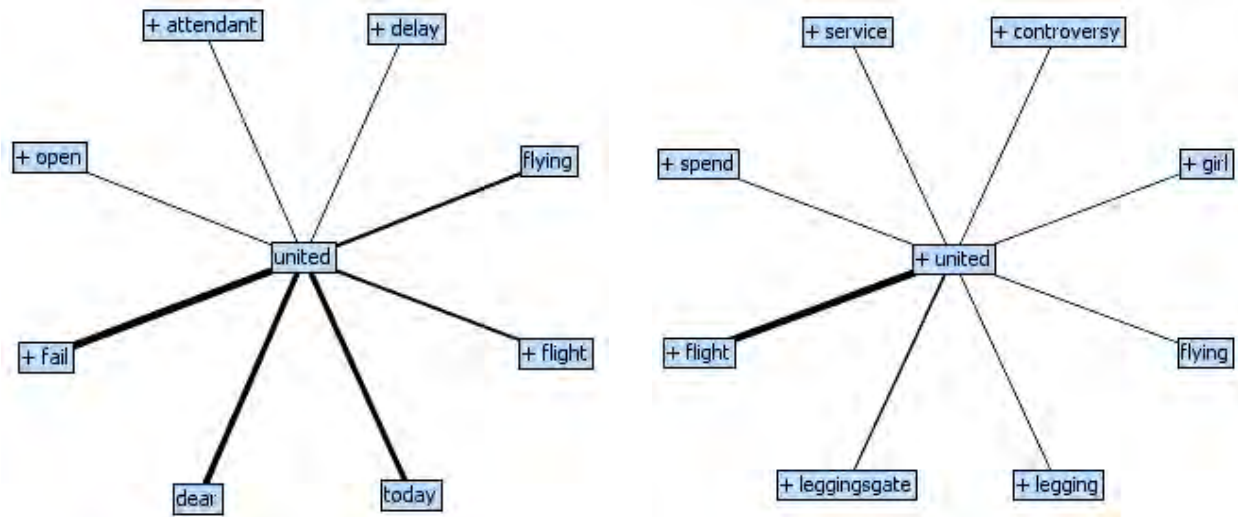 + attendant
+ delay
+ open
flying
united
+ fail
+ flight
dear
today
+ service
+ controversy
+ spend
+ girl
+ united
+ flight
flying
+ leggingsgate
+ legging